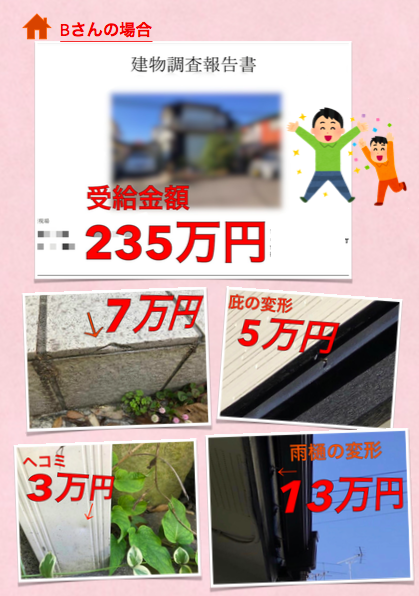 Bさんの場合
建物調査報告書
受給金額
235万円
7万円
庇の変形
5万円
ヘコミ
3万円
雨樋の変形
13万円